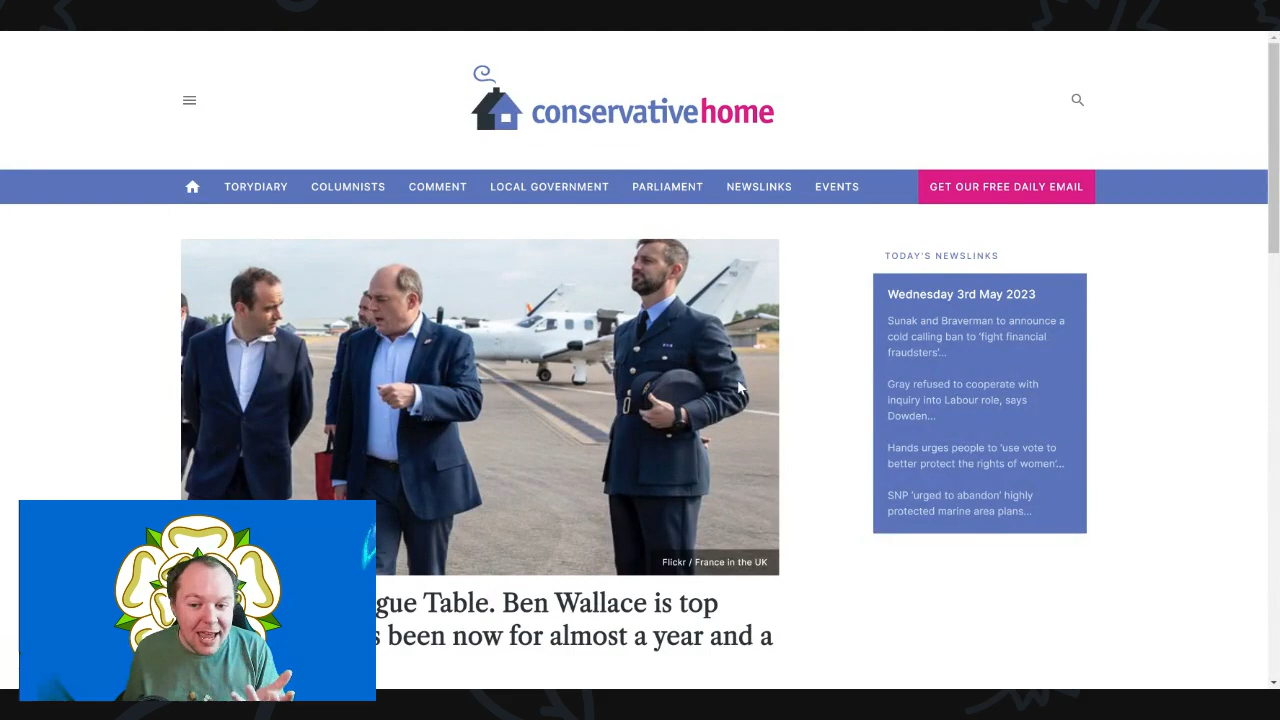 conservativehome
TORYDIARY COLUMNISTS COMMENT LOCAL GOVERNMENT PARLIAMENT NEWSLINKS EVENTS GET OUR FREE DAILY EMAIL
Flickr / France in the UK
gue Table. Ben Wallace is top
s been now for almost a year and a
TODAY'S NEWSLINKS
Wednesday 3rd May 2023
Sunak and Braverman to announce a
cold calling ban to ‘fight financial
fraudsters’...
Gray refused to cooperate with
inquiry into Labour role, says
Dowden...
Hands urges people to ‘use vote to
better protect the rights of women’...
SNP ‘urged to abandon’ highly
protected marine area plans...